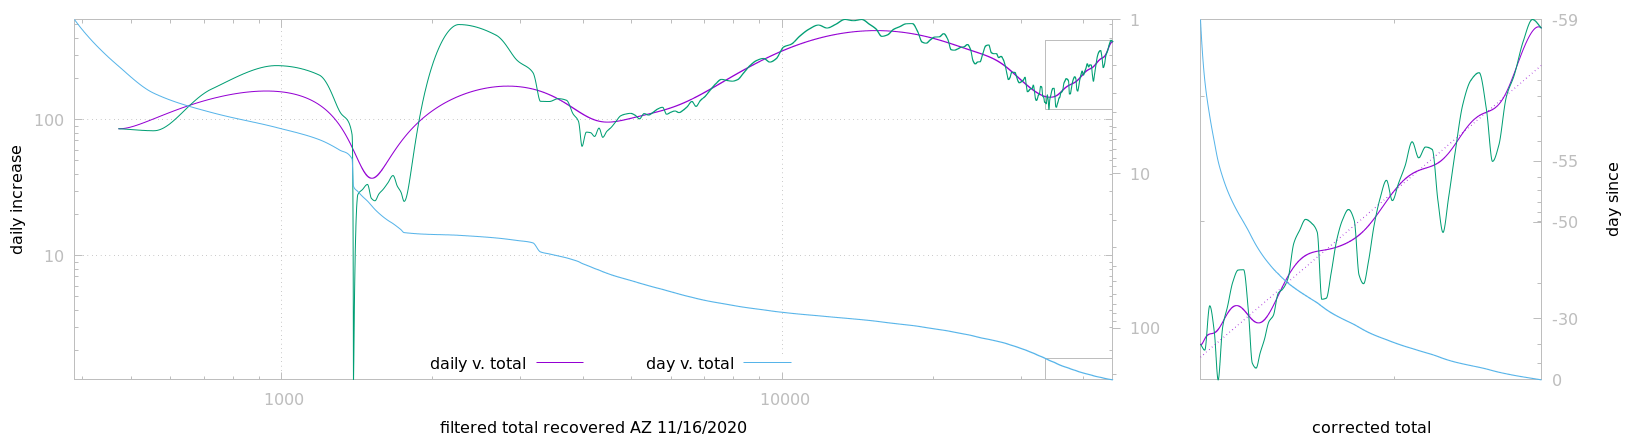 daily increase
100
10
1000
10000
1
10
100
daily v. total
day v. total
filtered total recovered AZ 11/16/2020
-59
-55
-50
-30
0
day since
corrected total